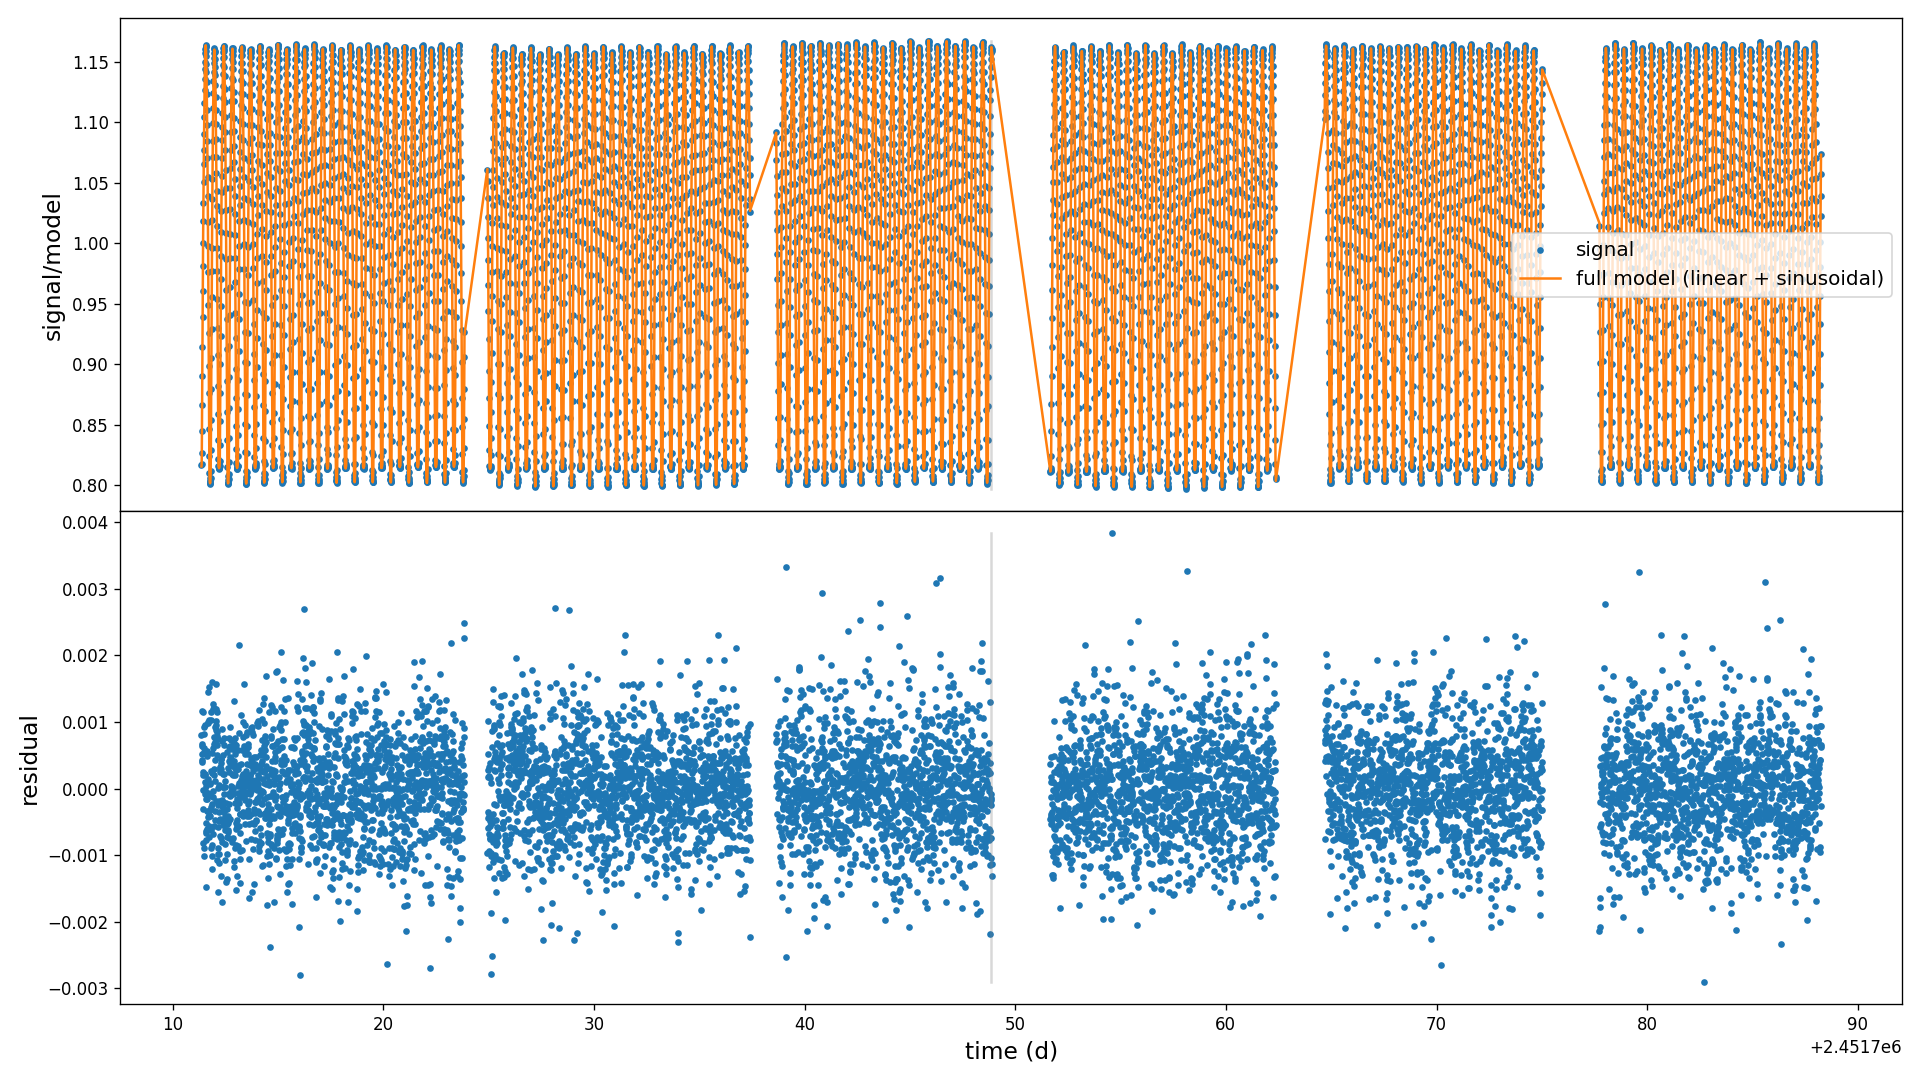 1.15
1.10
1.05
1.00
0.95
0.90
0.85
0.80
signal/model
signal
full model (linear + sinusoidal)
0.004
0.003
0.002
0.001
0.000
−0.001
−0.002
−0.003
residual
10 20 30 40 50 60 70 80 90
time (d)
+2.4517e6